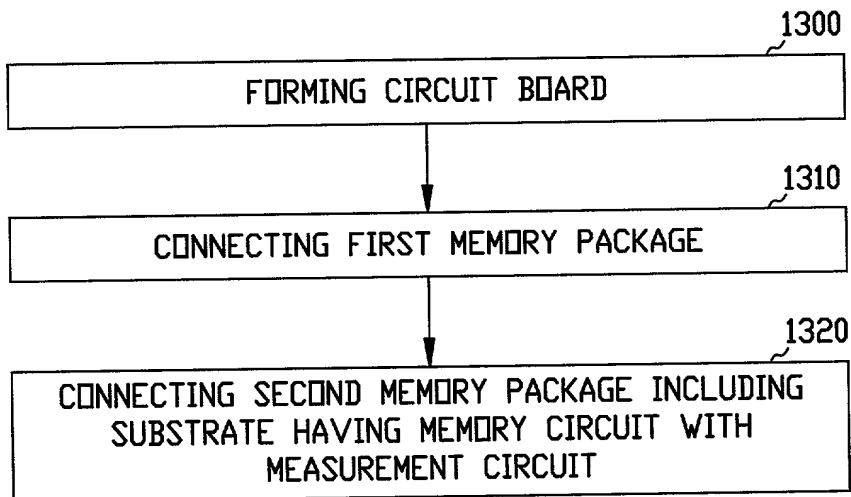 1300
FORMING CIRCUIT BOARD
1310
CONNECTING FIRST MEMORY PACKAGE
1320
CONNECTING SECOND MEMORY PACKAGE INCLUDING
SUBSTRATE HAVING MEMORY CIRCUIT WITH
MEASUREMENT CIRCUIT